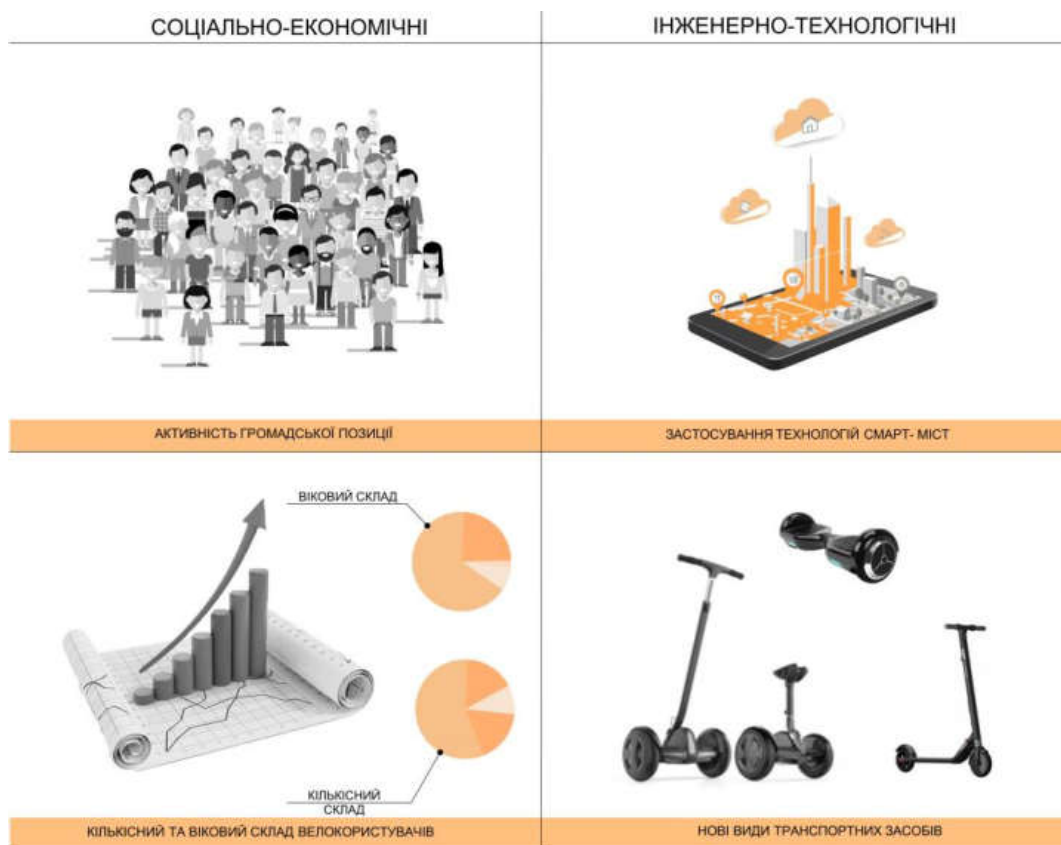 СОЦІАЛЬНО-ЕКОНОМІЧНІ
ІНЖЕНЕРНО-ТЕХНОЛОГІЧНІ
АКТИВНІСТЬ ГРОМАДСЬКОЇ ПОЗИЦІЇ
ЗАСТОСУВАННЯ ТЕХНОЛОГІЙ СМАРТ- МІСТ
ВІКОВИЙ СКЛАД
КІЛЬКІСНИЙ
СКЛАД
КІЛЬКІСНИЙ ТА ВІКОВИЙ СКЛАД ВЕЛОКОРИСТУВАЧІВ
НОВІ ВИДИ ТРАНСПОРТНИХ ЗАСОБІВ